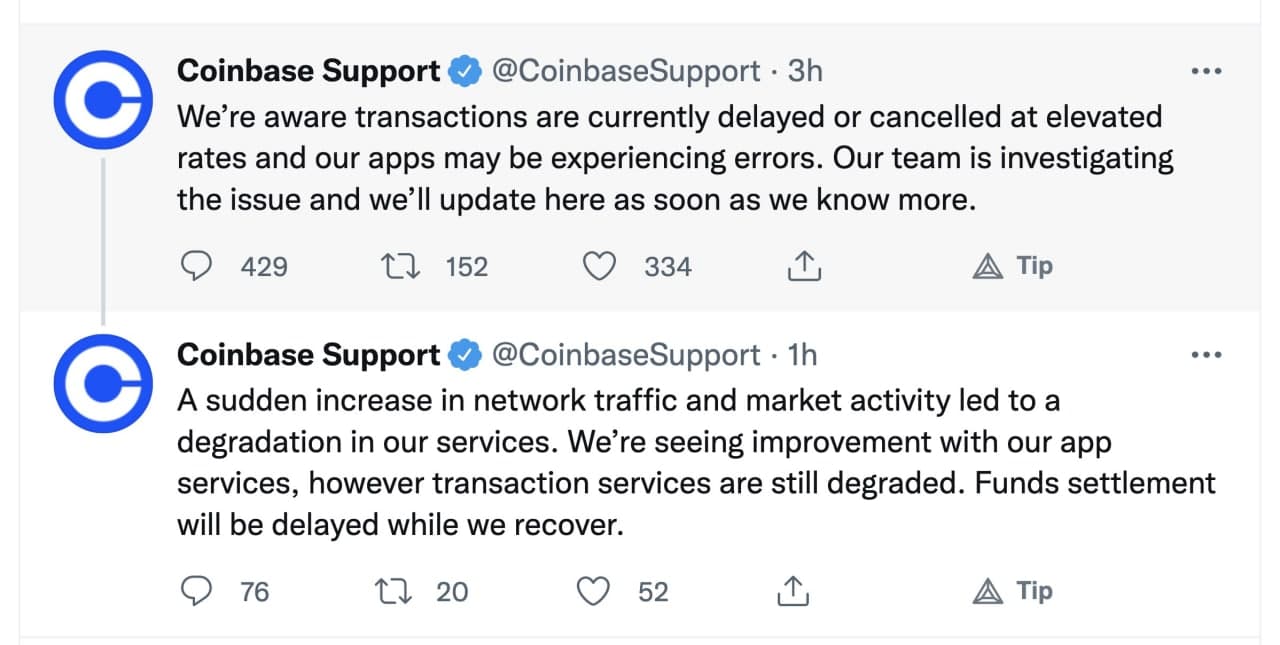 Coinbase Support @CoinbaseSupport · 3h
We’re aware transactions are currently delayed or cancelled at elevated
rates and our apps may be experiencing errors. Our team is investigating
the issue and we’ll update here as soon as we know more.
429 152 334 Tip
Coinbase Support @CoinbaseSupport · 1h
A sudden increase in network traffic and market activity led to a
degradation in our services. We’re seeing improvement with our app
services, however transaction services are still degraded. Funds settlement
will be delayed while we recover.
76 20 52 Tip